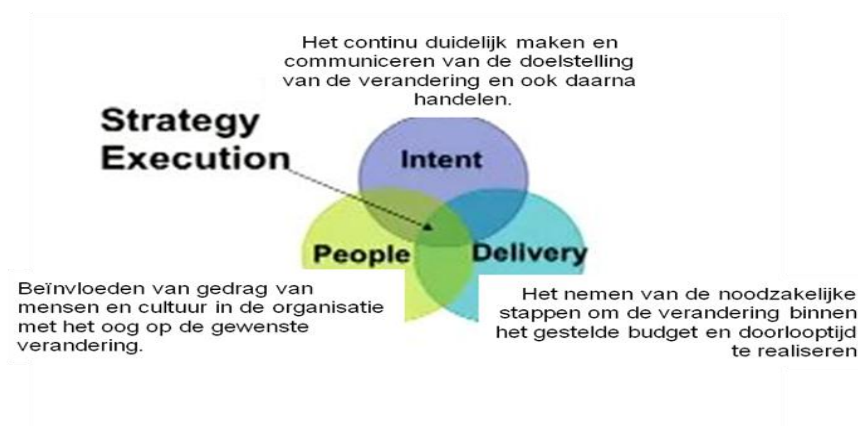 Het continu duidelijk maken en
communiceren van de doelstelling
van de verandering en ook daarna
handelen.
Strategy
Execution
Intent
People
Delivery
Beïnvloeden van gedrag van
mensen en cultuur in de organisatie
met het oog op de gewenste
verandering.
Het nemen van de noodzakelijke
stappen om de verandering binnen
het gestelde budget en doorlooptijd
te realiseren